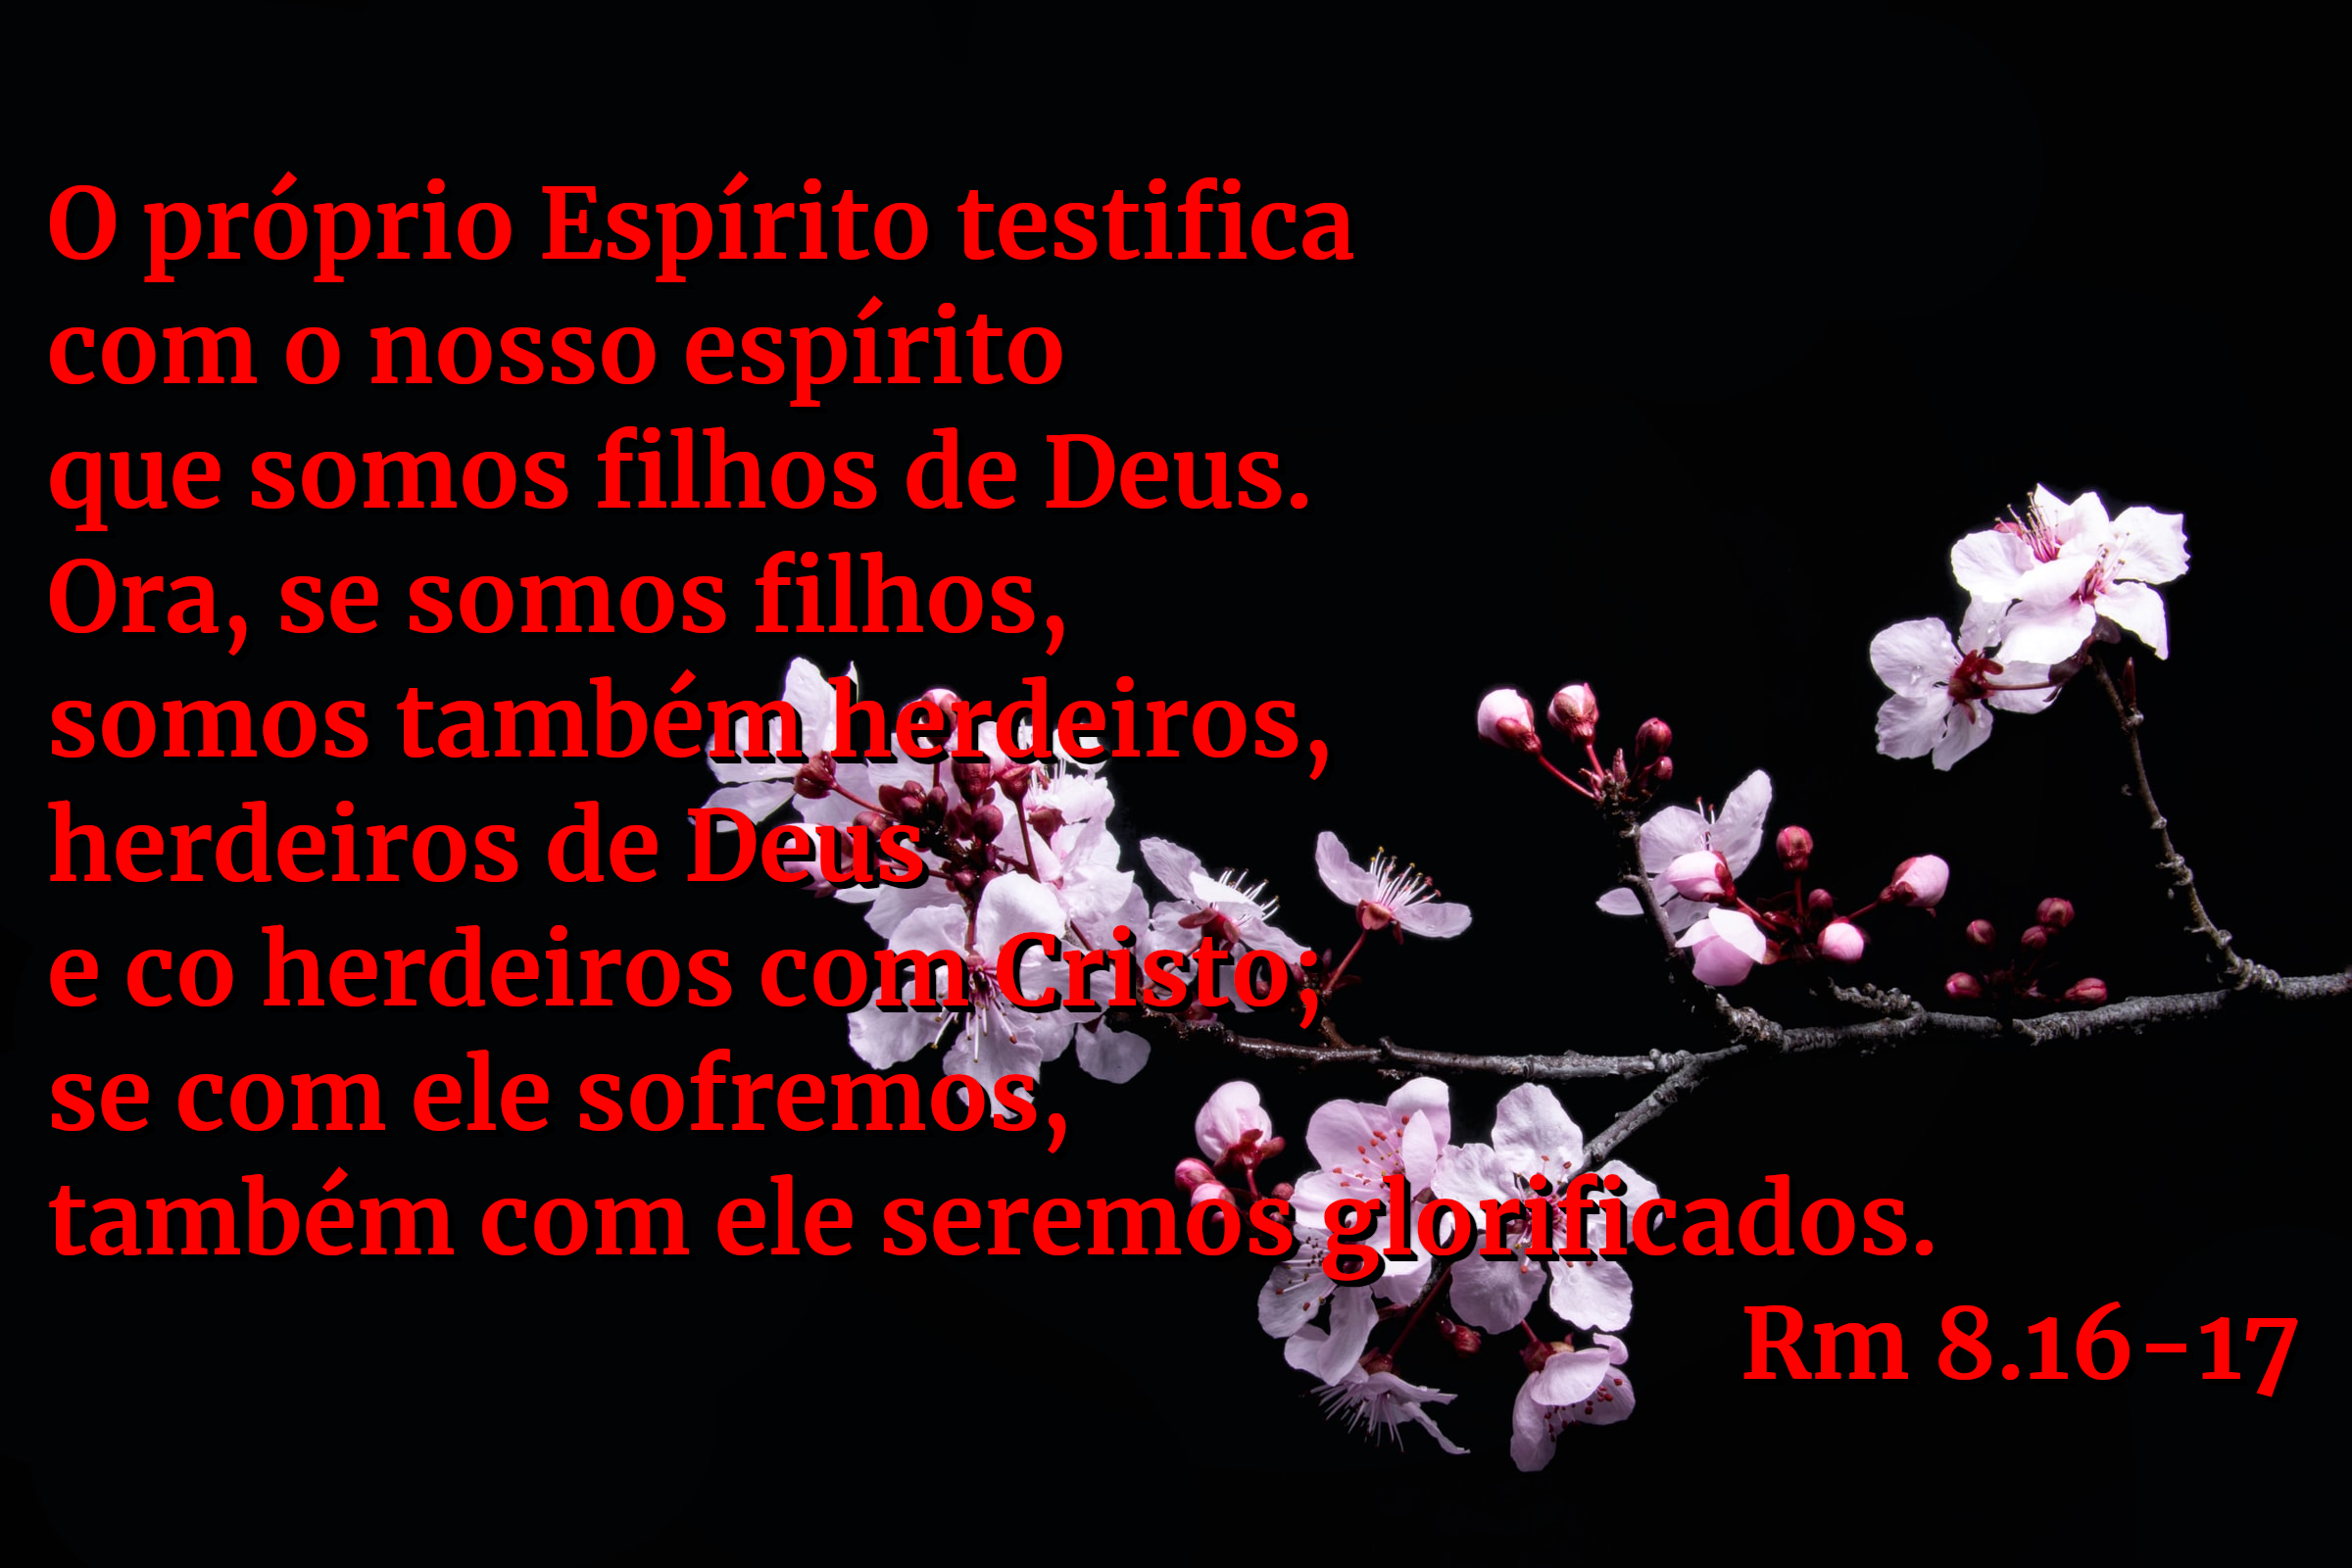 O próprio Espírito testifica
com o nosso espírito
que somos filhos de Deus.
Ora, se somos filhos,
somos também herdeiros,
herdeiros de Deus
e co herdeiros com Cristo;
se com ele sofremos,
também com ele seremos glorificados.
Rm 8.16-17